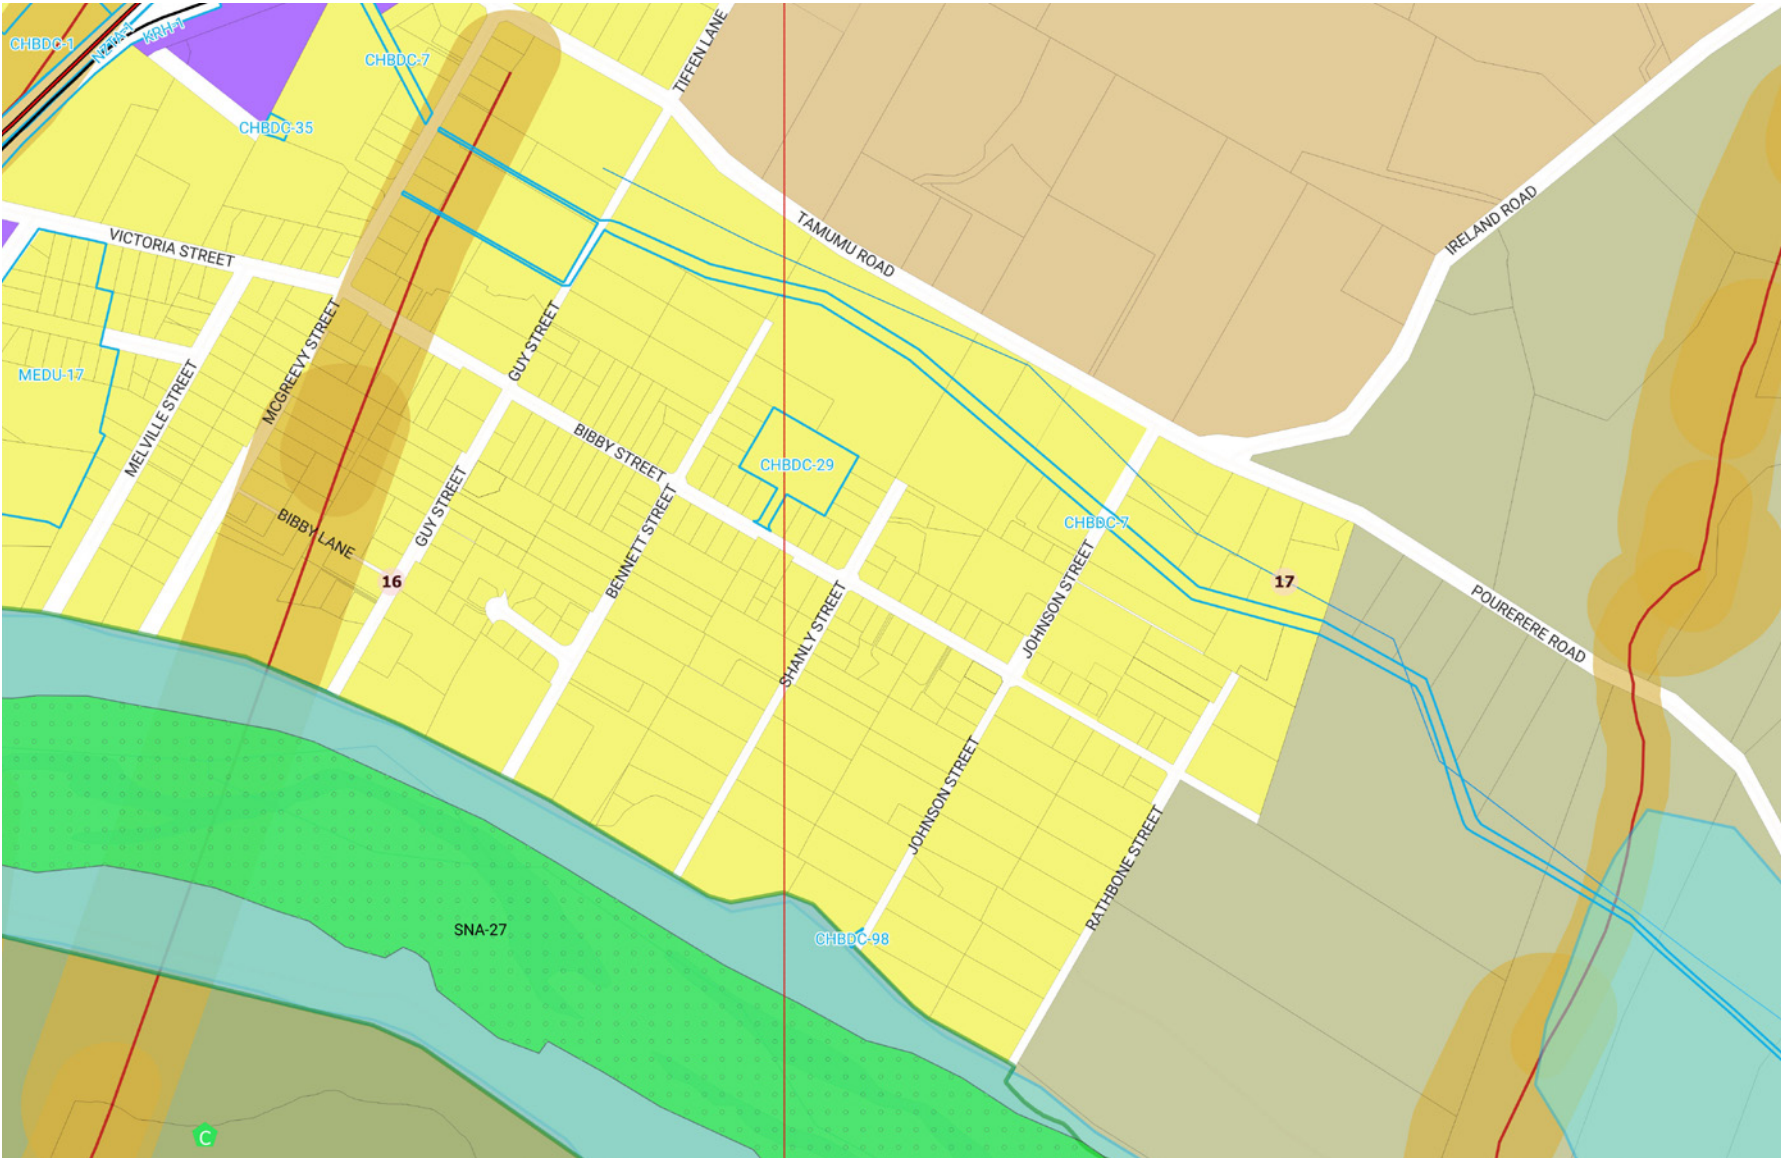 CHBDC-1
NZTA-1
KRH-1
CHBDC-7
TIFFEN LANE
CHBDC-35
VICTORIA STREET
TAMUMU ROAD
IRELAND ROAD
MEDU-17
MELVILLE STREET
MCGREEVY STREET
GUY STREET
BIBBY STREET
CHBDC-29
GUY STREET
BIBBY LANE
16
BENNETT STREET
CHBDC-7
JOHNSON STREET
17
SHANLY STREET
POURERERE ROAD
JOHNSON STREET
RATHBONE STREET
SNA-27
CHBDC-98
C